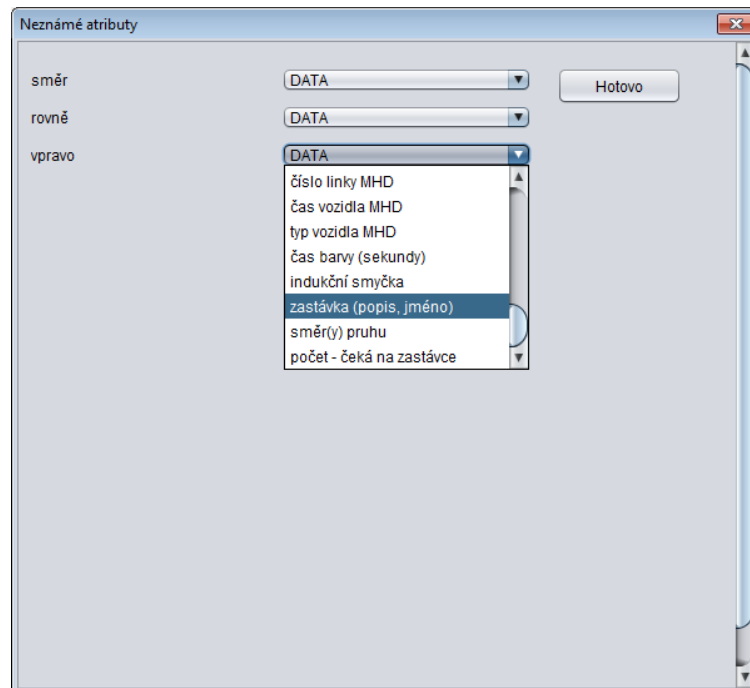 Neznámé atributy
směr DATA Hotovo
rovně DATA
vpravo DATA
číslo linky MHD
čas vozidla MHD
typ vozidla MHD
čas barvy (sekundy)
indukční smyčka
zastávka (popis, jméno)
směr(y) pruhu
počet - čeká na zastávce